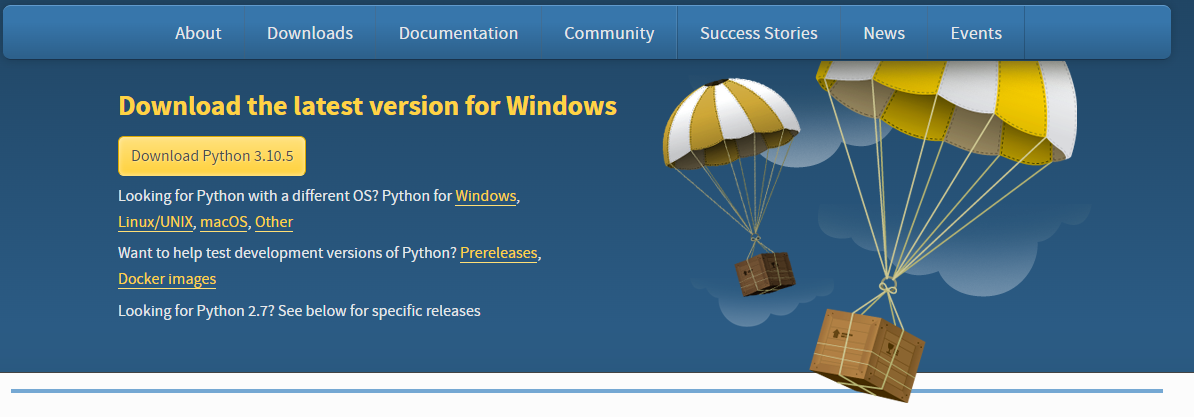 About Downloads Documentation Community Success Stories News Events
Download the latest version for Windows
Download Python 3.10.5
Looking for Python with a different OS? Python for Windows,
Linux/UNIX, macOS, Other
Want to help test development versions of Python? Prereleases,
Docker images
Looking for Python 2.7? See below for specific releases